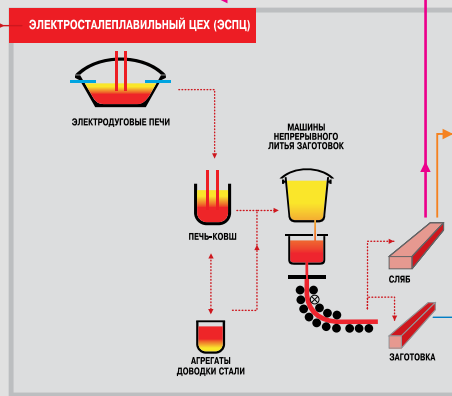 ЭЛЕКТРОСТАЛЕПЛАВИЛЬНЫЙ ЦЕХ (ЭСПЦ)
ЭЛЕКТРОДУГОВЫЕ ПЕЧИ
МАШИНЫ
НЕПРЕРЫВНОГО
ЛИТЬЯ ЗАГОТОВОК
ПЕЧЬ-КОВШ
СЛЯБ
АГРЕГАТЫ
ДОВОДКИ СТАЛИ
ЗАГОТОВКА